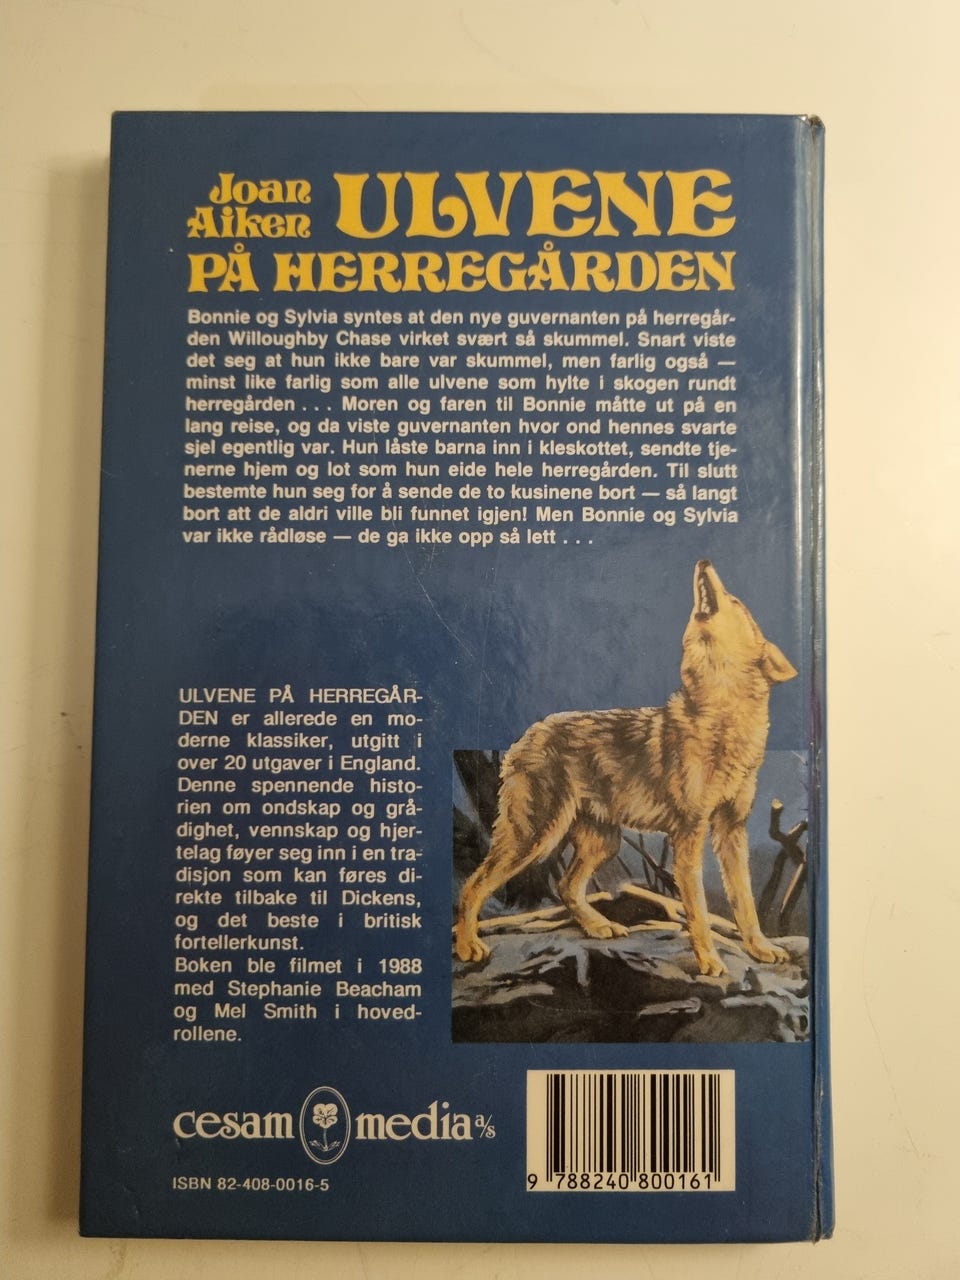 Joan Aiken ULVENE
PÅ HERREGÅRDEN
Bonnie og Sylvia syntes at den nye guvernanten på herregår-
den Willoughby Chase virket svært så skummel. Snart viste
det seg at hun ikke bare var skummel, men farlig også —
minst like farlig som alle ulvene som hylte i skogen rundt
herregården . . . Moren og faren til Bonnie måtte ut på en
lang reise, og da viste guvernanten hvor ond hennes svarte
sjel egentlig var. Hun låste barna inn i kleskottet, sendte tje-
nerne hjem og lot som hun eide hele herregården. Til slutt
bestemte hun seg for å sende de to kusinene bort — så langt
bort att de aldri ville bli funnet igjen! Men Bonnie og Sylvia
var ikke rådløse — de ga ikke opp så lett . . .
ULVENE PÅ HERREGÅR-
DEN er allerede en mo-
derne klassiker, utgitt i
over 20 utgaver i England.
Denne spennende histo-
rien om ondskap og grå-
dighet, vennskap og hjer-
telag føyer seg inn i en tra-
disjon som kan føres di-
rekte tilbake til Dickens,
og det beste i britisk
fortellerkunst.
Boken ble filmet i 1988
med Stephanie Beacham
og Mel Smith i hoved-
rollene.
cesam media a/s
ISBN 82-408-0016-5
9 788240 800161